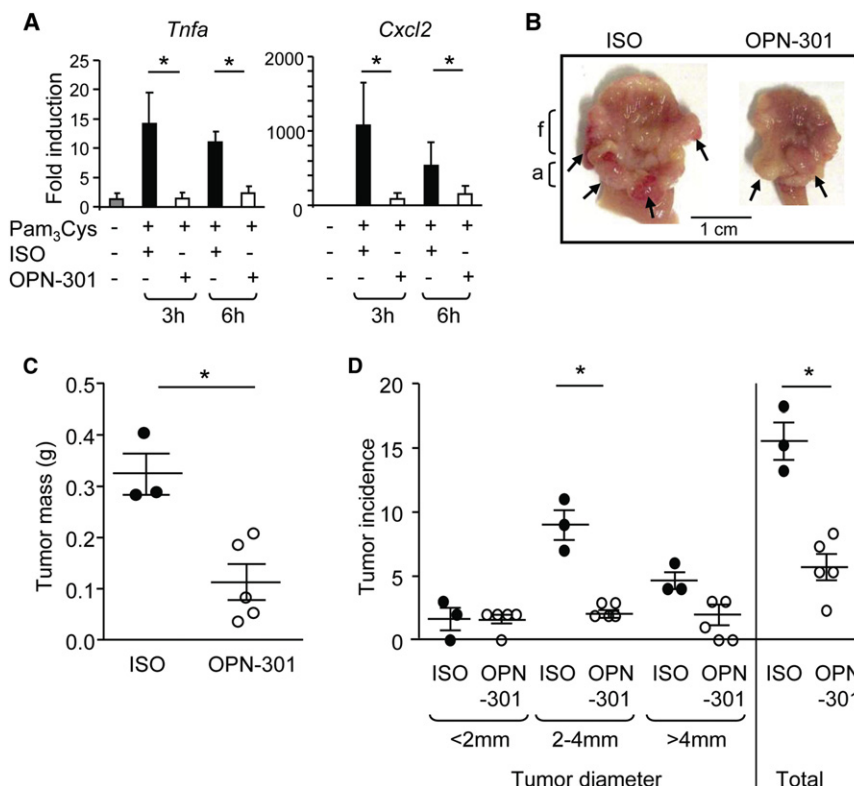 A
Tnfa
Cxcl2
Fold induction
25
20
15
10
5
0
2000
1000
0
*
*
*
*
Pam₃Cys - + + + + - + + + +
ISO - + - + - - + - + -
OPN-301 - - + - + - - + - +
3h 6h 3h 6h
B
ISO OPN-301
f
a
1 cm
C
Tumor mass (g)
0.5
0.4
0.3
0.2
0.1
0.0
*
ISO OPN-301
D
Tumor incidence
20
15
10
5
0
*
*
ISO OPN ISO OPN ISO OPN ISO OPN
-301 -301 -301 -301
<2mm 2-4mm >4mm
Tumor diameter Total